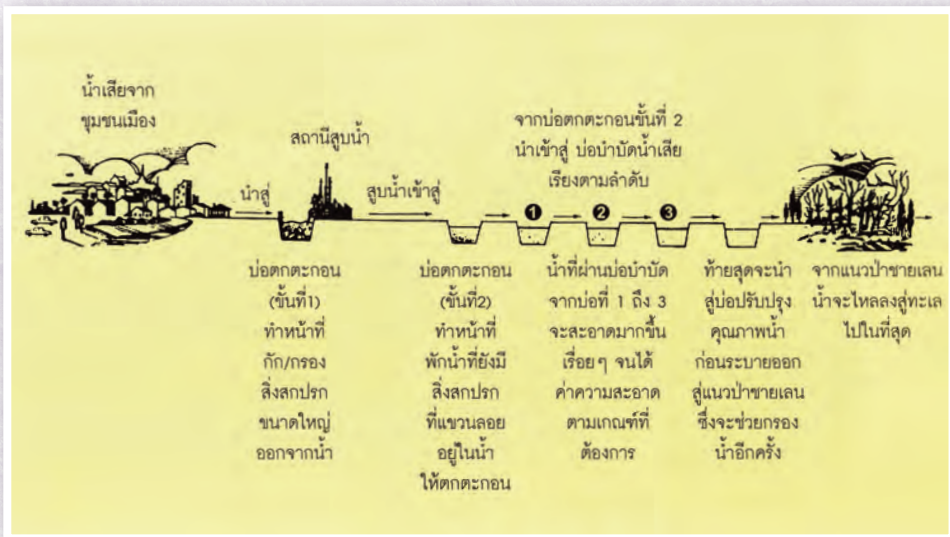 น้ำเสียจาก
ชุมชนเมือง
นำสู่
สถานีสูบน้ำ
สูบน้ำเข้าสู่
จากบ่อตกตะกอนขั้นที่ 2
นำเข้าสู่ บ่อบำบัดน้ำเสีย
เรียงตามลำดับ
1 2 3
บ่อตกตะกอน
(ขั้นที่1)
ทำหน้าที่
กัก/กรอง
สิ่งสกปรก
ขนาดใหญ่
ออกจากน้ำ
บ่อตกตะกอน
(ขั้นที่2)
ทำหน้าที่
พักน้ำที่ยังมี
สิ่งสกปรก
ที่แขวนลอย
อยู่ในน้ำ
ให้ตกตะกอน
น้ำที่ผ่านบ่อบำบัด
จากบ่อที่ 1 ถึง 3
จะสะอาดมากขึ้น
เรื่อยๆ จนได้
ค่าความสะอาด
ตามเกณฑ์ที่
ต้องการ
ท้ายสุดจะนำ
สู่บ่อปรับปรุง
คุณภาพน้ำ
ก่อนระบายออก
สู่แนวป่าชายเลน
ซึ่งจะช่วยกรอง
น้ำอีกครั้ง
จากแนวป่าชายเลน
น้ำจะไหลลงสู่ทะเล
ไปในที่สุด